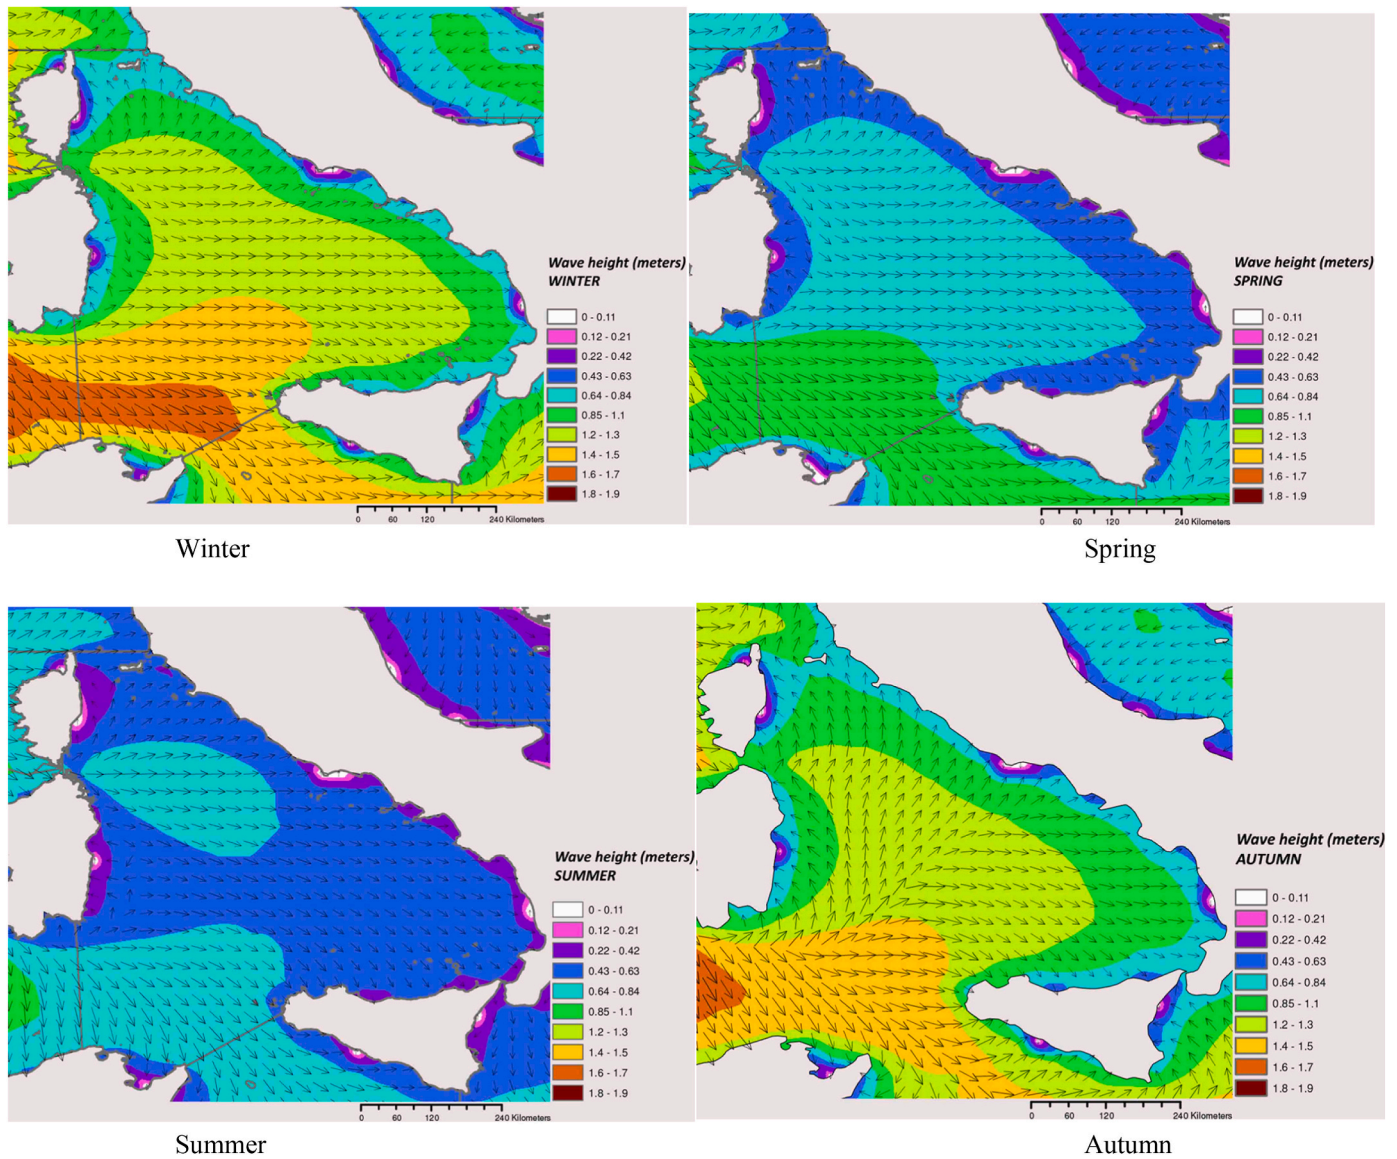 Wave height (meters)
WINTER
0 - 0.11
0.12 - 0.21
0.22 - 0.42
0.43 - 0.63
0.64 - 0.84
0.85 - 1.1
1.2 - 1.3
1.4 - 1.5
1.6 - 1.7
1.8 - 1.9
0 60 120 240 Kilometers
Winter
Wave height (meters)
SPRING
0 - 0.11
0.12 - 0.21
0.22 - 0.42
0.43 - 0.63
0.64 - 0.84
0.85 - 1.1
1.2 - 1.3
1.4 - 1.5
1.6 - 1.7
1.8 - 1.9
0 60 120 240 Kilometers
Spring
Wave height (meters)
SUMMER
0 - 0.11
0.12 - 0.21
0.22 - 0.42
0.43 - 0.63
0.64 - 0.84
0.85 - 1.1
1.2 - 1.3
1.4 - 1.5
1.6 - 1.7
1.8 - 1.9
0 60 120 240 Kilometers
Summer
Wave height (meters)
AUTUMN
0 - 0.11
0.12 - 0.21
0.22 - 0.42
0.43 - 0.63
0.64 - 0.84
0.85 - 1.1
1.2 - 1.3
1.4 - 1.5
1.6 - 1.7
1.8 - 1.9
0 60 120 240 Kilometers
Autumn